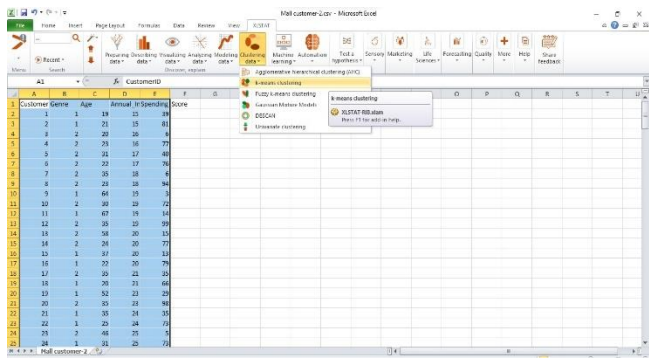 Mall customer-2.csv - Microsoft Excel
File Home Insert Page Layout Formulas Data Review View XLSTAT
Recent
Preparing data Describing data Visualizing data Analyzing data Modeling data Clustering data Machine learning Automation Test a hypothesis Sensory Marketing Life Sciences Forecasting Quality More Help Share feedback
Menu Search Discover, explain
Agglomerative hierarchical clustering (AHC)
k-means clustering
Fuzzy k-means clustering
Gaussian Mixture Models
DBSCAN
Univariate clustering
k-means clustering
XLSTAT-RIB.xlam
Press F1 for add-in help.
A1 fx CustomerID
A B C D E F G O P Q R S T U
1 Customer Genre Age Annual_In Spending Score
2 1 1 19 15 39
3 2 1 21 15 81
4 3 2 20 16 6
5 4 2 23 16 77
6 5 2 31 17 40
7 6 2 22 17 76
8 7 2 35 18 6
9 8 2 23 18 94
10 9 1 64 19 3
11 10 2 30 19 72
12 11 1 67 19 14
13 12 2 35 19 99
14 13 2 58 20 15
15 14 2 24 20 77
16 15 1 37 20 13
17 16 1 22 20 79
18 17 2 35 21 35
19 18 1 20 21 66
20 19 1 52 23 29
21 20 2 35 23 98
22 21 1 35 24 35
23 22 1 25 24 73
24 23 2 46 25 5
25 24 1 31 25 73
Mall customer-2